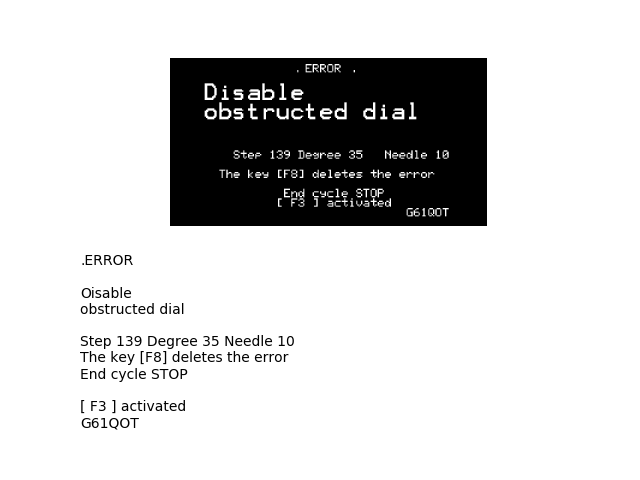 . ERROR .
Disable
obstructed dial
Step 139 Degree 35 Needle 10
The key [F8] deletes the error
End cycle STOP
[ F3 ] activated
G61QOT
.ERROR
Oisable
obstructed dial
Step 139 Degree 35 Needle 10
The key [F8] deletes the error
End cycle STOP
[ F3 ] activated
G61QOT